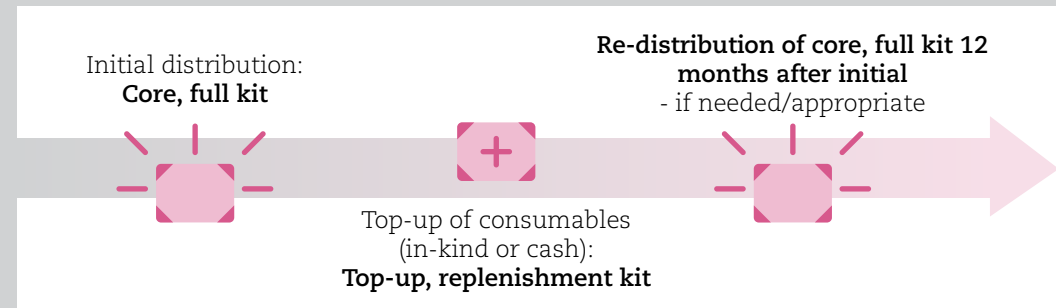 Initial distribution:
Core, full kit
Top-up of consumables
(in-kind or cash):
Top-up, replenishment kit
Re-distribution of core, full kit 12
months after initial
- if needed/appropriate